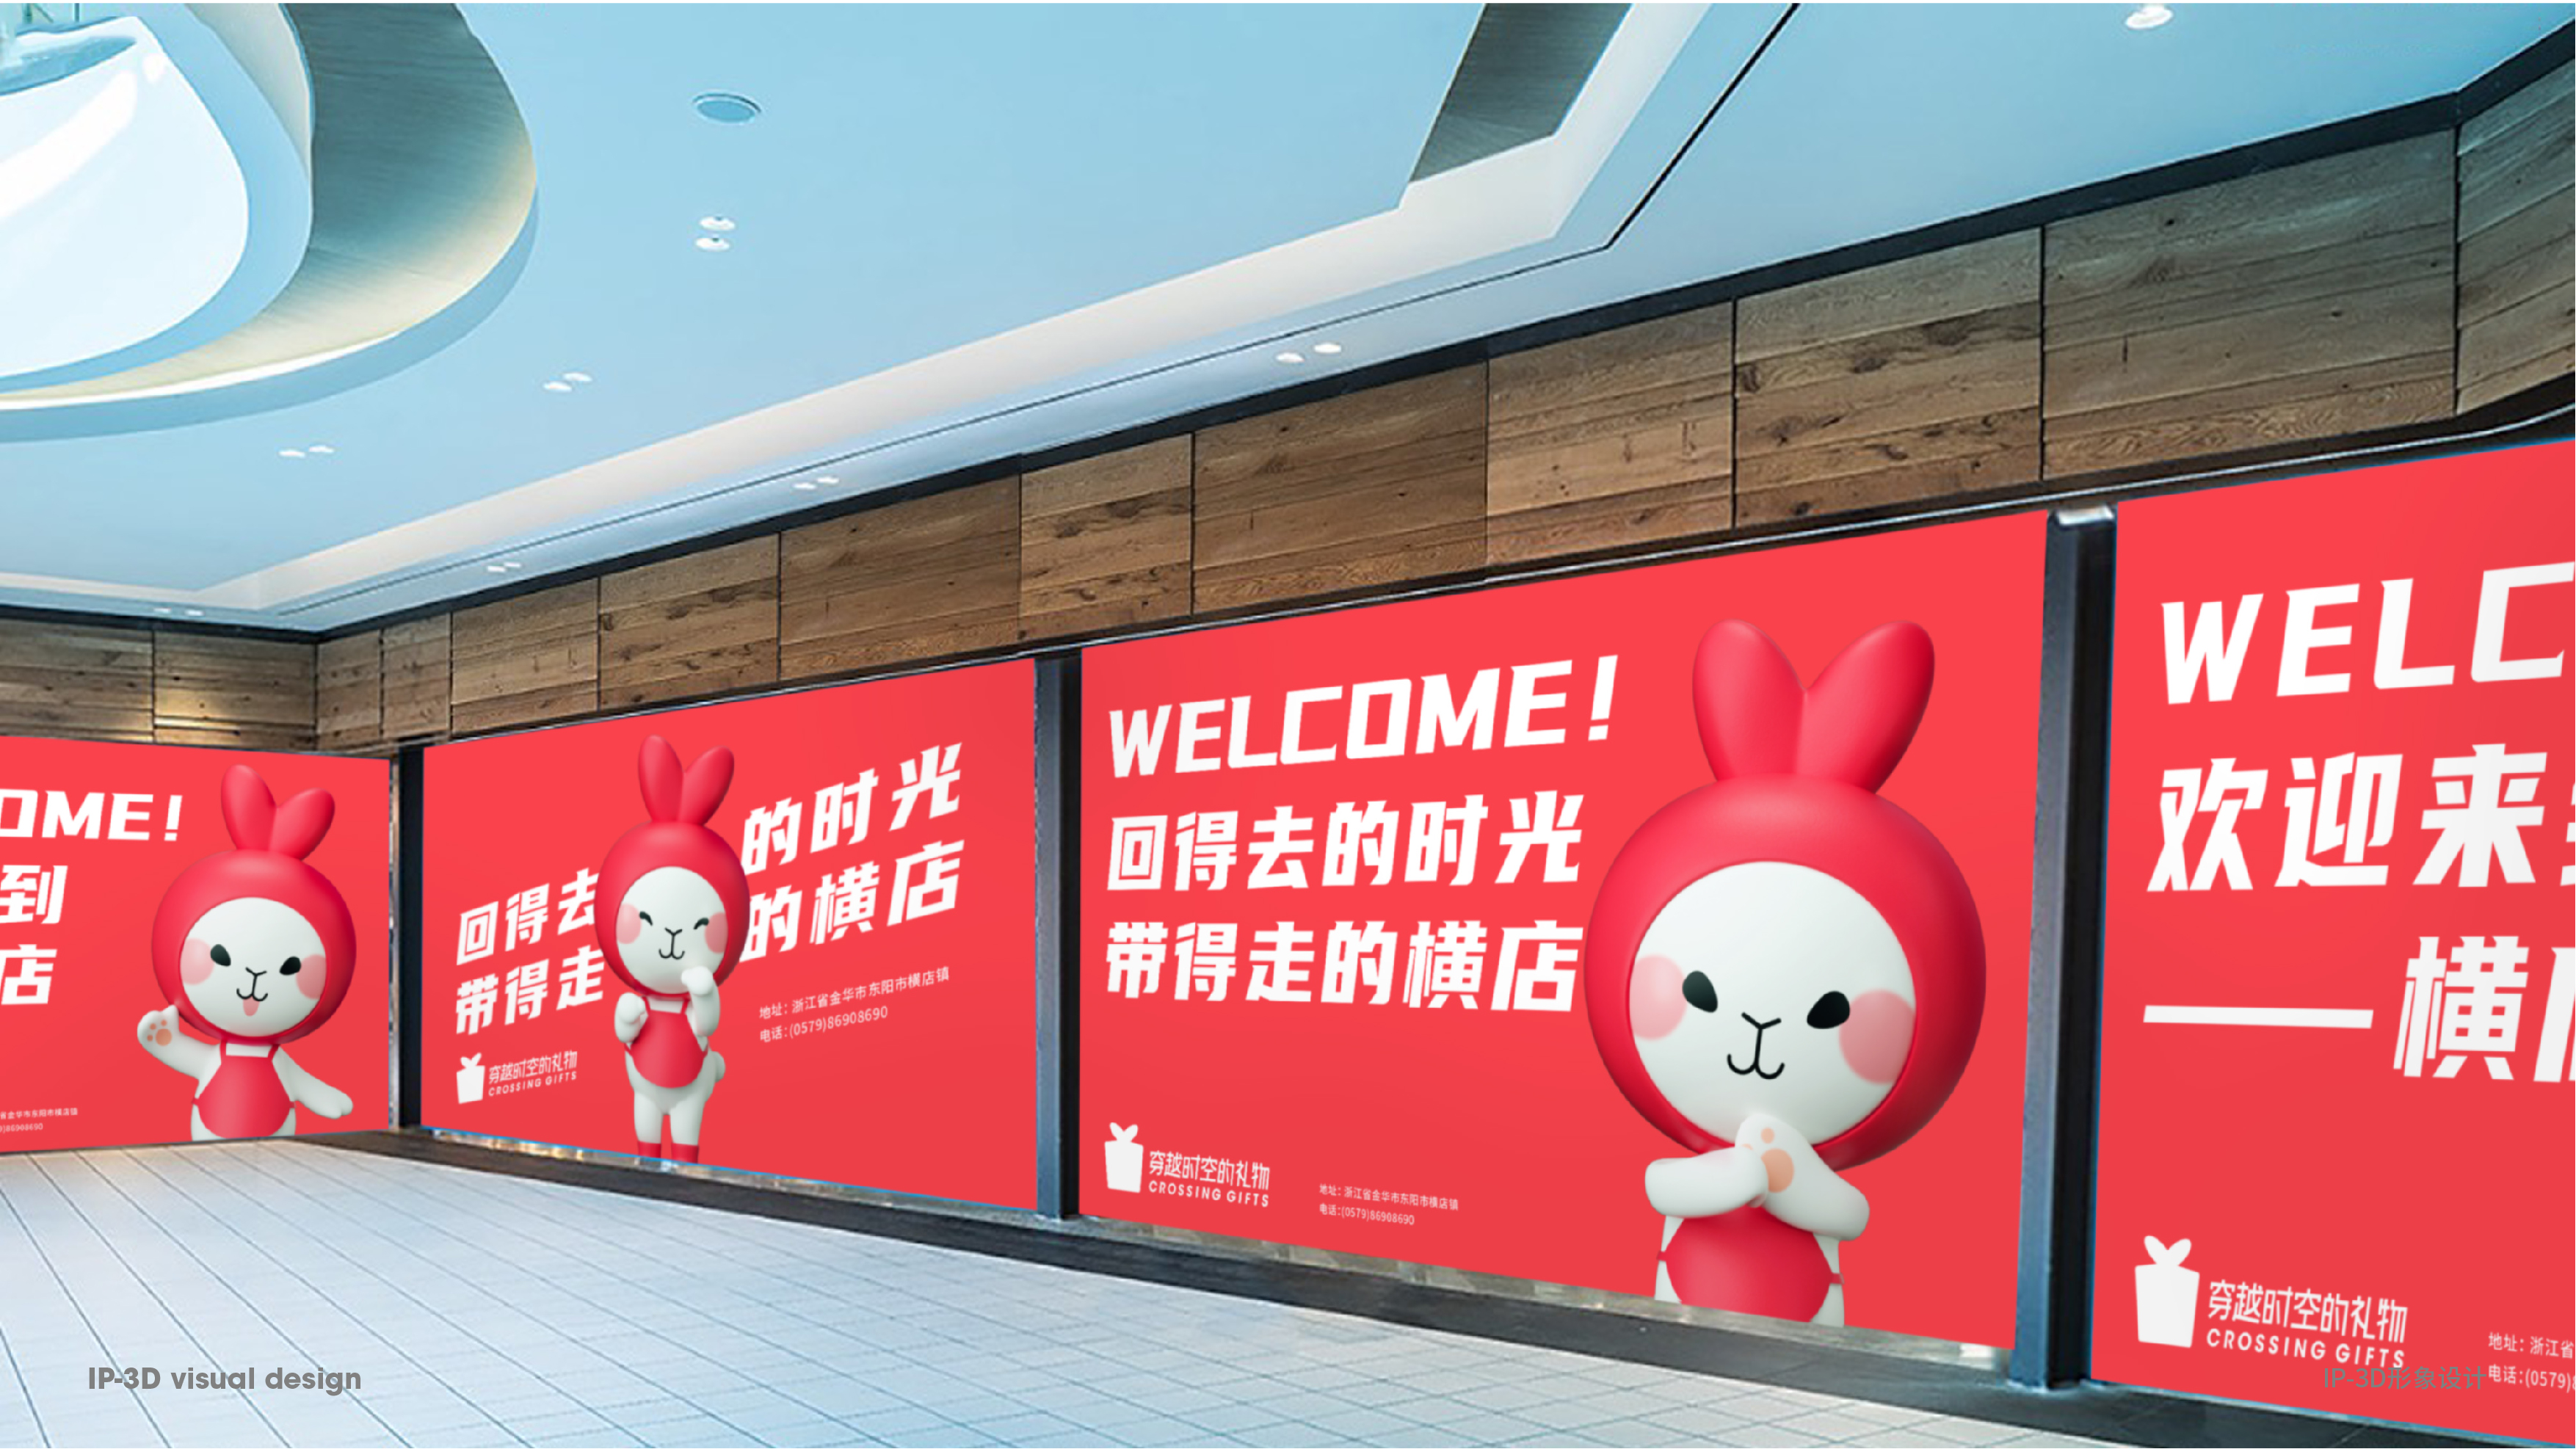 OME!
到
店
省金华市东阳市横店镇
9)86908690
回得去的时光
带得走的横店
地址：浙江省金华市东阳市横店镇
电话：(0579)86908690
穿越时空的礼物
CROSSING GIFTS
WELCOME!
回得去的时光
带得走的横店
穿越时空的礼物
CROSSING GIFTS
地址：浙江省金华市东阳市横店镇
电话：(0579)86908690
WELC
欢迎来
——横
穿越时空的礼物
CROSSING GIFTS
地址：浙江省
电话：(0579)8
IP-3D visual design
IP-3D形象设计